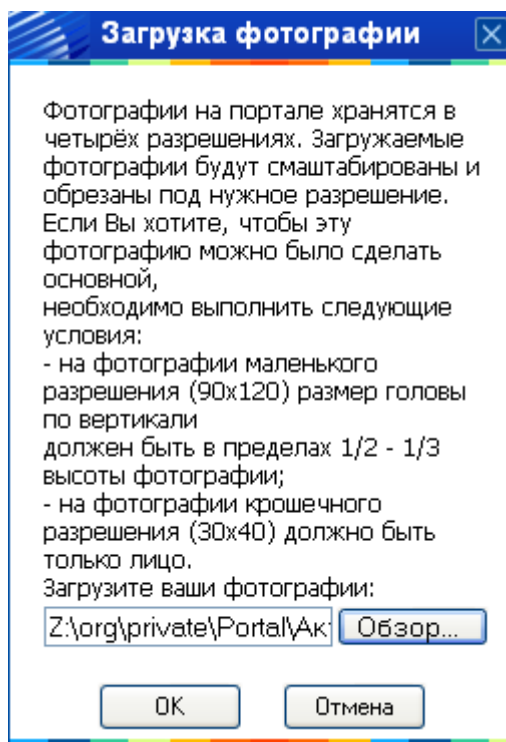 Загрузка фотографии
Фотографии на портале хранятся в
четырёх разрешениях. Загружаемые
фотографии будут смаштабированы и
обрезаны под нужное разрешение.
Если Вы хотите, чтобы эту
фотографию можно было сделать
основной,
необходимо выполнить следующие
условия:
- на фотографии маленького
разрешения (90x120) размер головы
по вертикали
должен быть в пределах 1/2 - 1/3
высоты фотографии;
- на фотографии крошечного
разрешения (30x40) должно быть
только лицо.
Загрузите ваши фотографии:
Z:\org\private\Portal\Ак Обзор...
OK Отмена